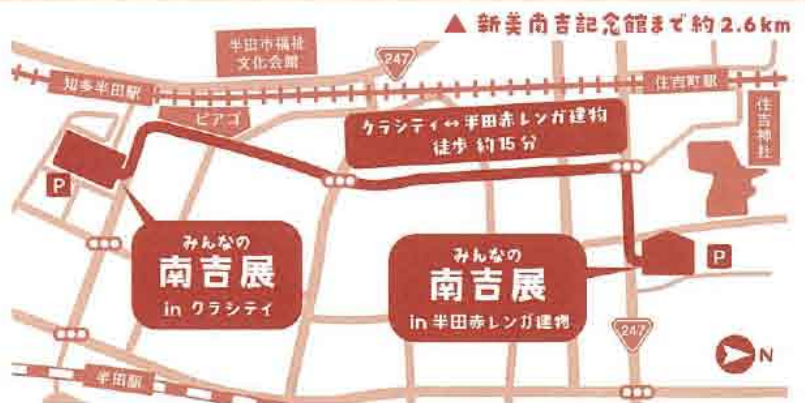 ▲ 新美南吉記念館まで約2.6km
半田市福祉
文化会館
247
知多半田駅
住吉町駅
ピアゴ
クラシティ↔半田赤レンガ建物
徒歩 約15分
住吉神社
P
みんなの
南吉展
in クラシティ
みんなの
南吉展
in 半田赤レンガ建物
P
247
N
半田駅